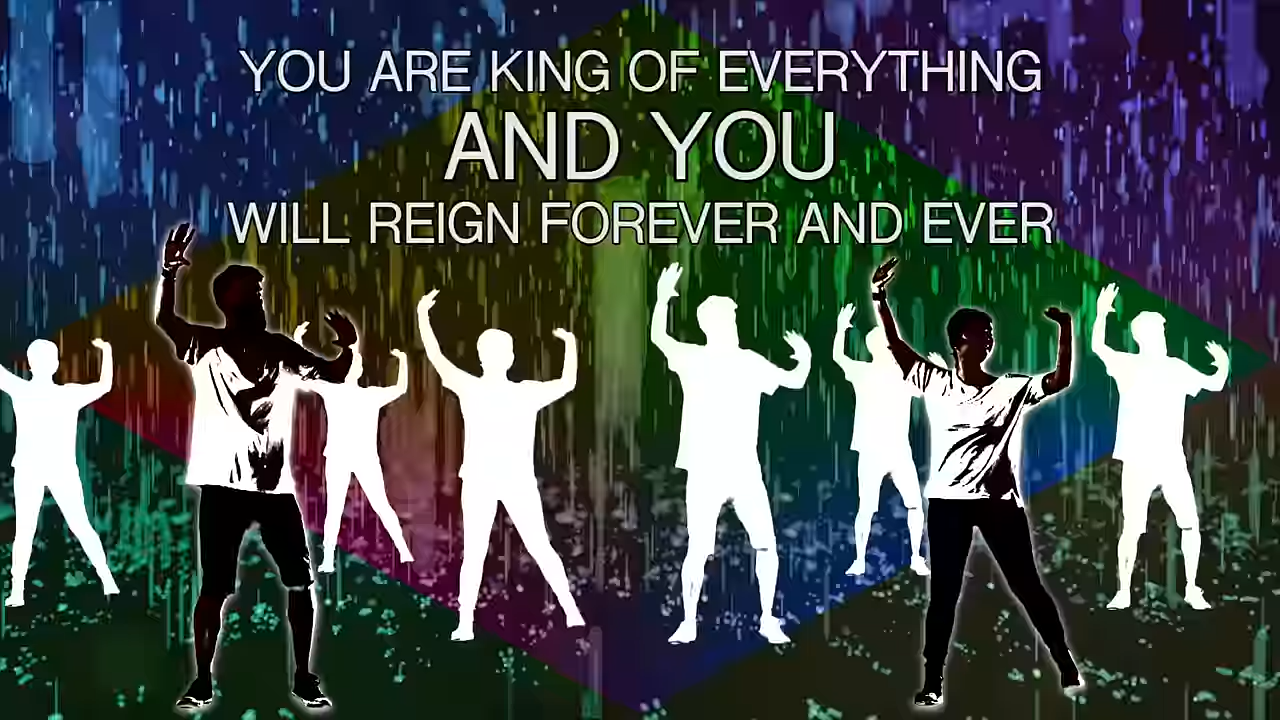 YOU ARE KING OF EVERYTHING
AND YOU
WILL REIGN FOREVER AND EVER